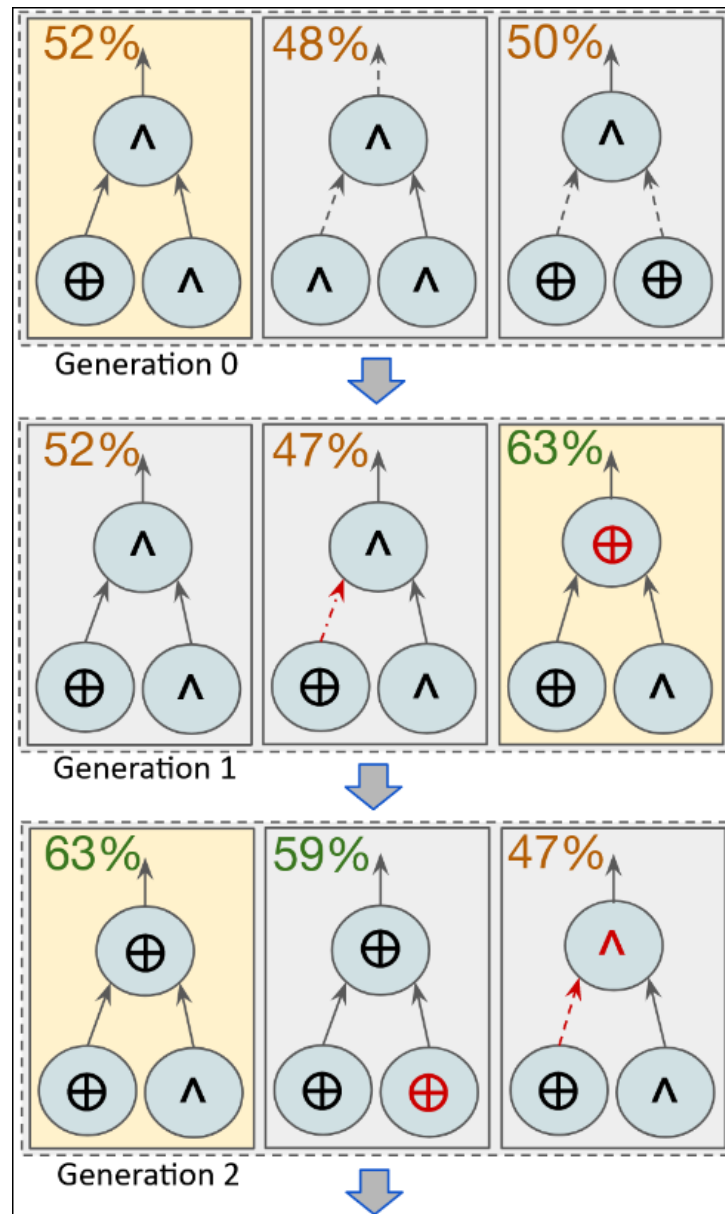 52% 48% 50%
∧ ∧ ∧
⊕ ∧ ∧ ∧ ⊕ ⊕
Generation 0
52% 47% 63%
∧ ∧ ⊕
⊕ ∧ ⊕ ∧ ⊕ ∧
Generation 1
63% 59% 47%
⊕ ⊕ ∧
⊕ ∧ ⊕ ⊕ ⊕ ∧
Generation 2